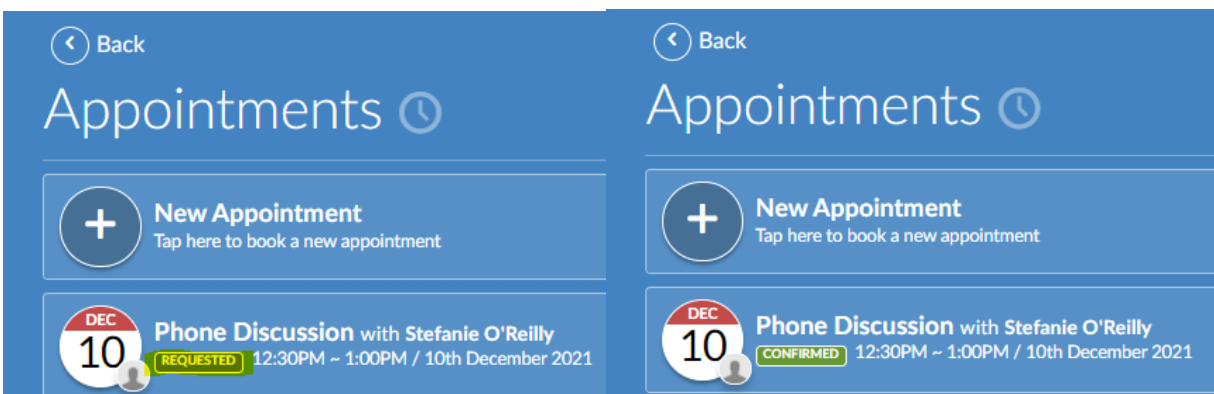 Back
Appointments
New Appointment
Tap here to book a new appointment
DEC
10
Phone Discussion with Stefanie O'Reilly
REQUESTED 12:30PM ~ 1:00PM / 10th December 2021
Back
Appointments
New Appointment
Tap here to book a new appointment
DEC
10
Phone Discussion with Stefanie O'Reilly
CONFIRMED 12:30PM ~ 1:00PM / 10th December 2021